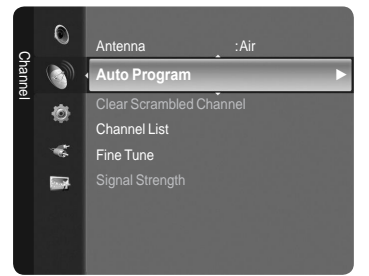 Channel
Antenna :Air
Auto Program
Clear Scrambled Channel
Channel List
Fine Tune
Signal Strength